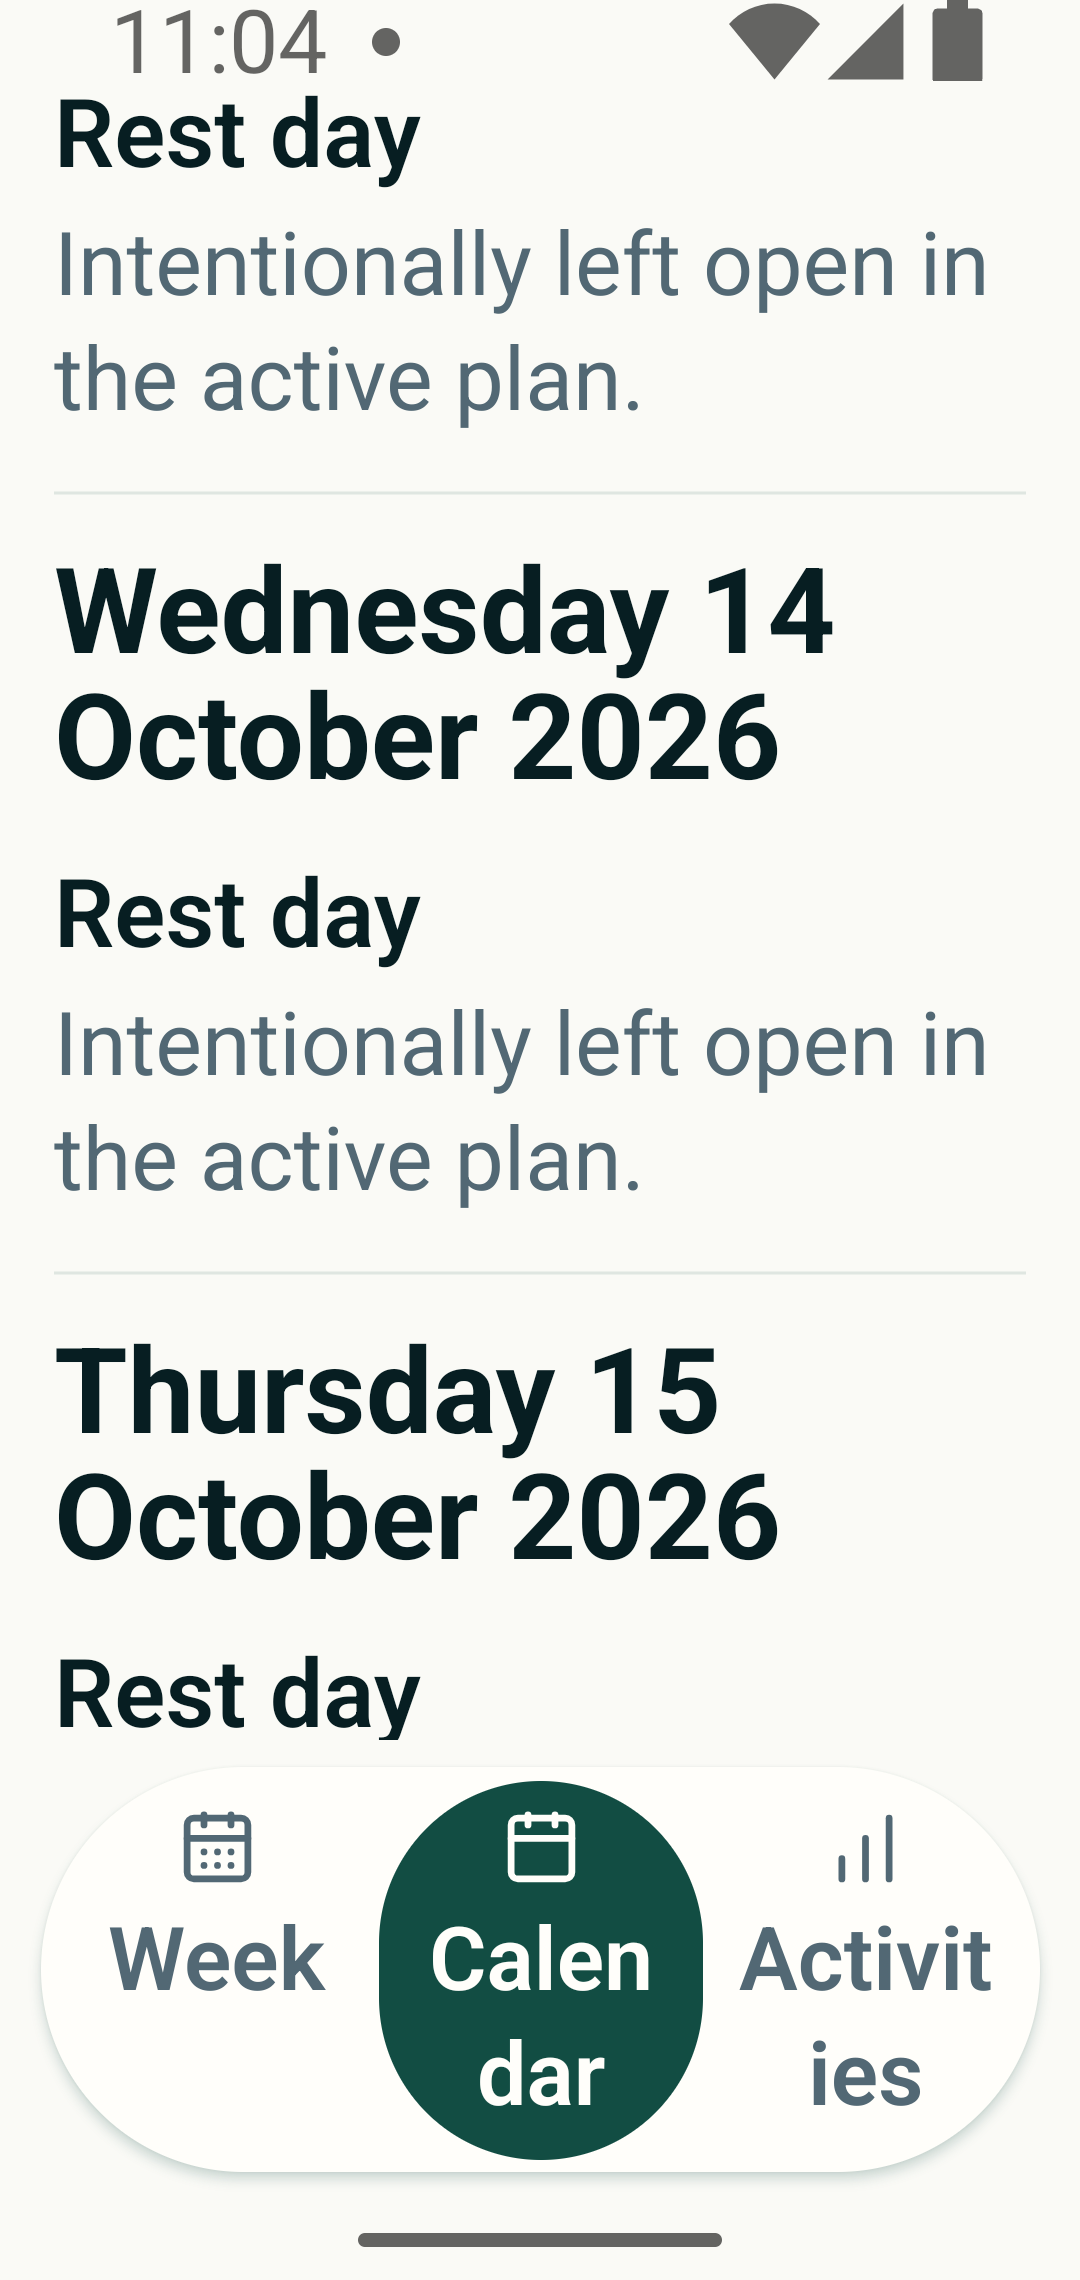 11:04
Rest day
Intentionally left open in
the active plan.
Wednesday 14
October 2026
Rest day
Intentionally left open in
the active plan.
Thursday 15
October 2026
Rest day
Week
Calen
dar
Activit
ies